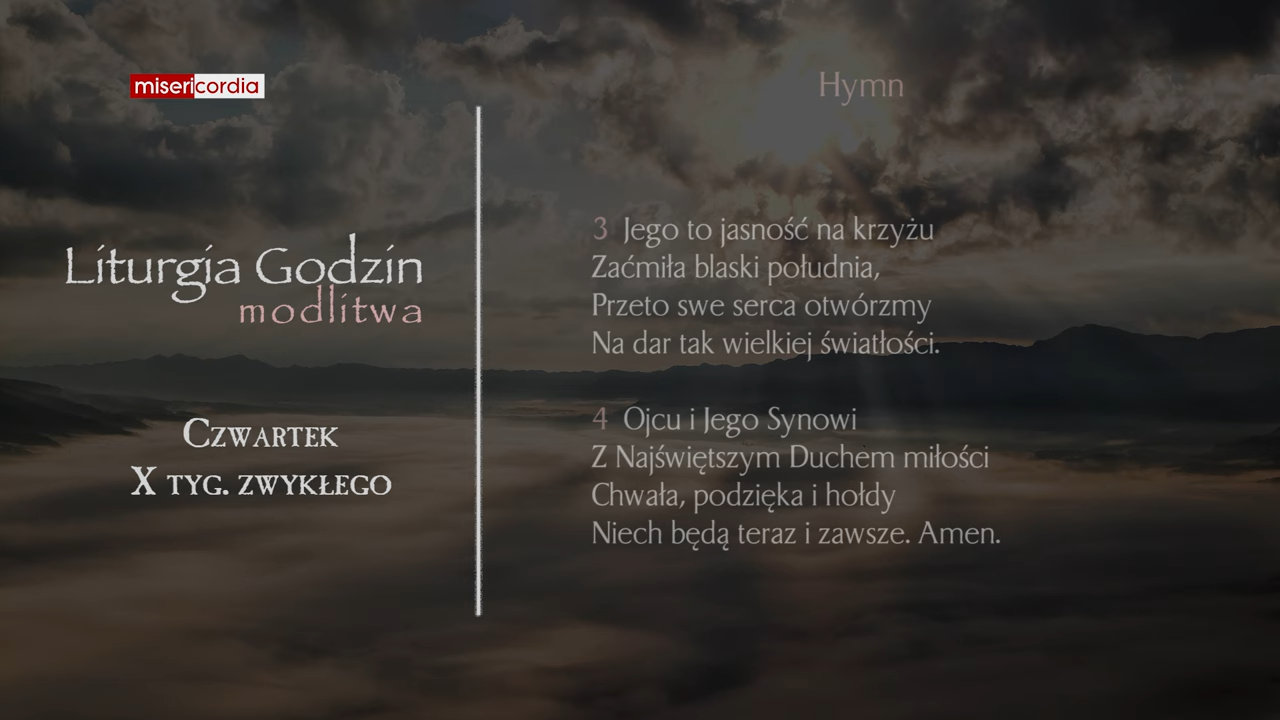 misericordia
Liturgia Godzin
modlitwa
Czwartek
X tyg. zwykłego
Hymn
3 Jego to jasność na krzyżu
Zaćmiła blaski południa,
Przeto swe serca otwórzmy
Na dar tak wielkiej światłości.
4 Ojcu i Jego Synowi
Z Najświętszym Duchem miłości
Chwała, podzięka i hołdy
Niech będą teraz i zawsze. Amen.